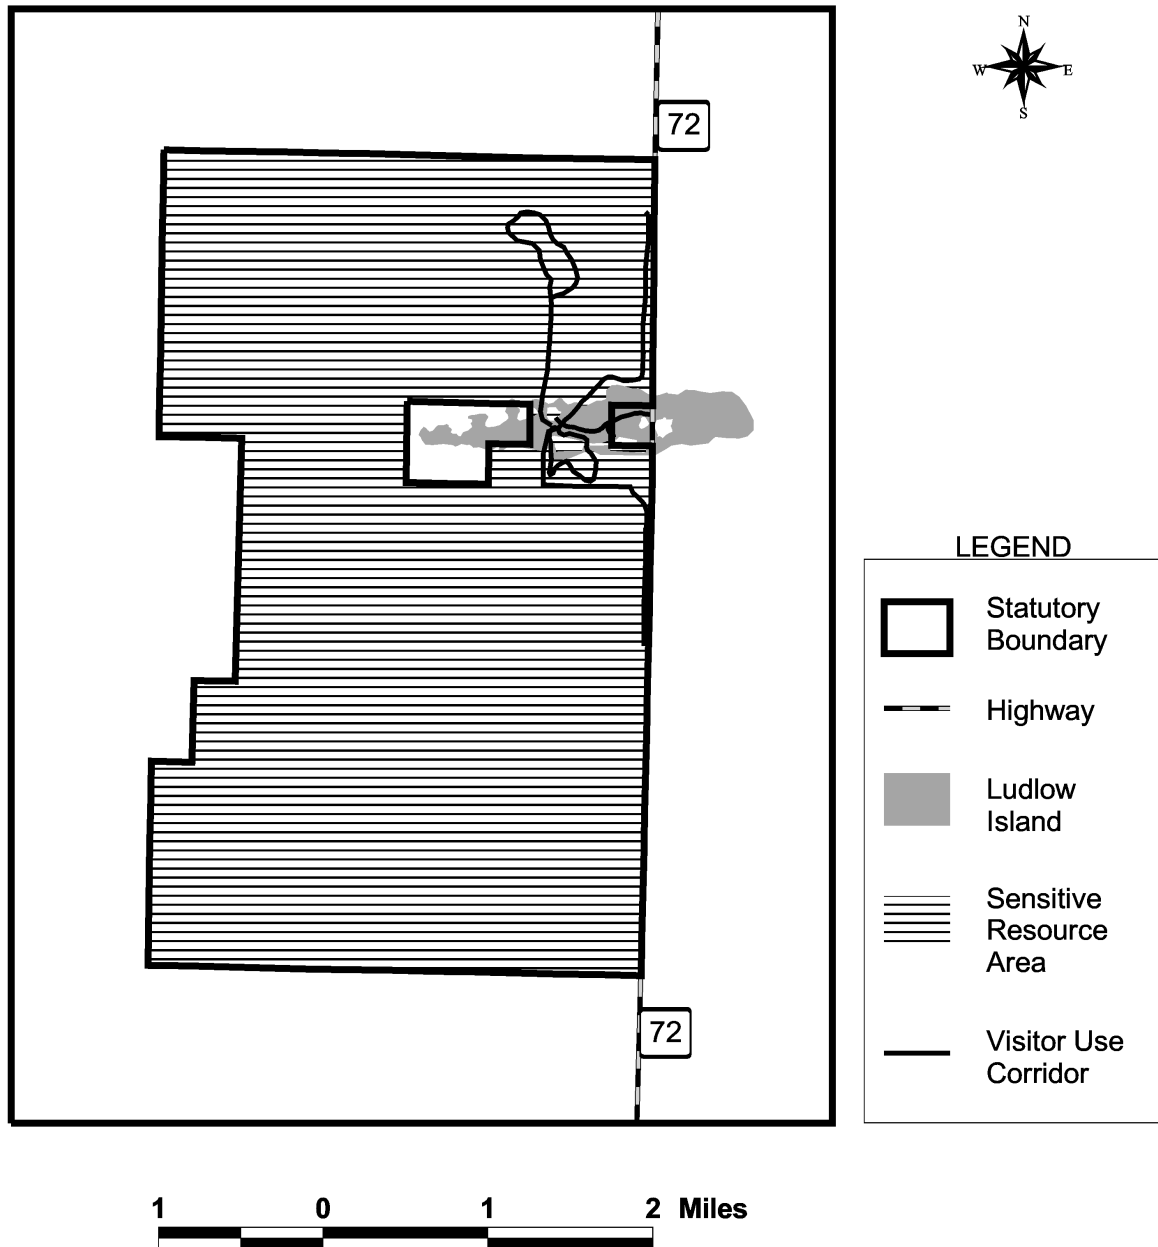 N
W E
S
72
LEGEND
Statutory
Boundary
Highway
Ludlow
Island
Sensitive
Resource
Area
72
Visitor Use
Corridor
1 0 1 2 Miles